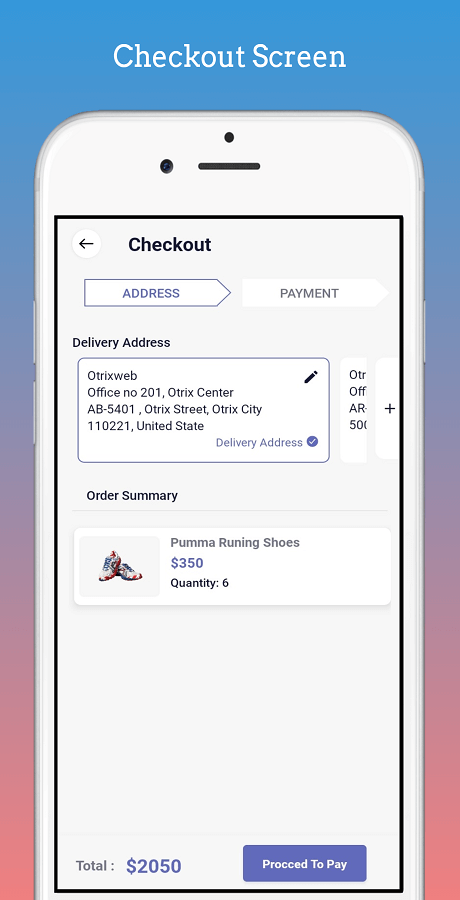 Checkout Screen
Checkout
ADDRESS
PAYMENT
Delivery Address
Otrixweb
Office no 201, Otrix Center
AB-5401 , Otrix Street, Otrix City
110221, United State
Delivery Address
Otr
Off
AR-
500
+
Order Summary
Pumma Runing Shoes
$350
Quantity: 6
Total : $2050
Procced To Pay